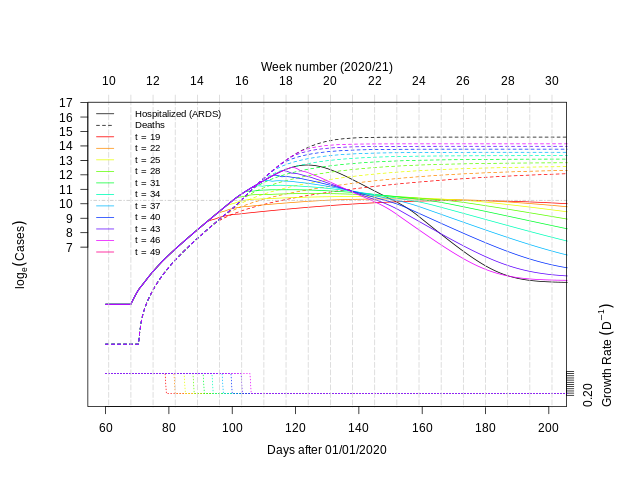 Week number (2020/21)
10 12 14 16 18 20 22 24 26 28 30
17
16
15
14
13
12
11
10
9
8
7
Hospitalized (ARDS)
Deaths
t = 19
t = 22
t = 25
t = 28
t = 31
t = 34
t = 37
t = 40
t = 43
t = 46
t = 49
logₑ(Cases)
0.20
Growth Rate (D⁻¹)
60 80 100 120 140 160 180 200
Days after 01/01/2020